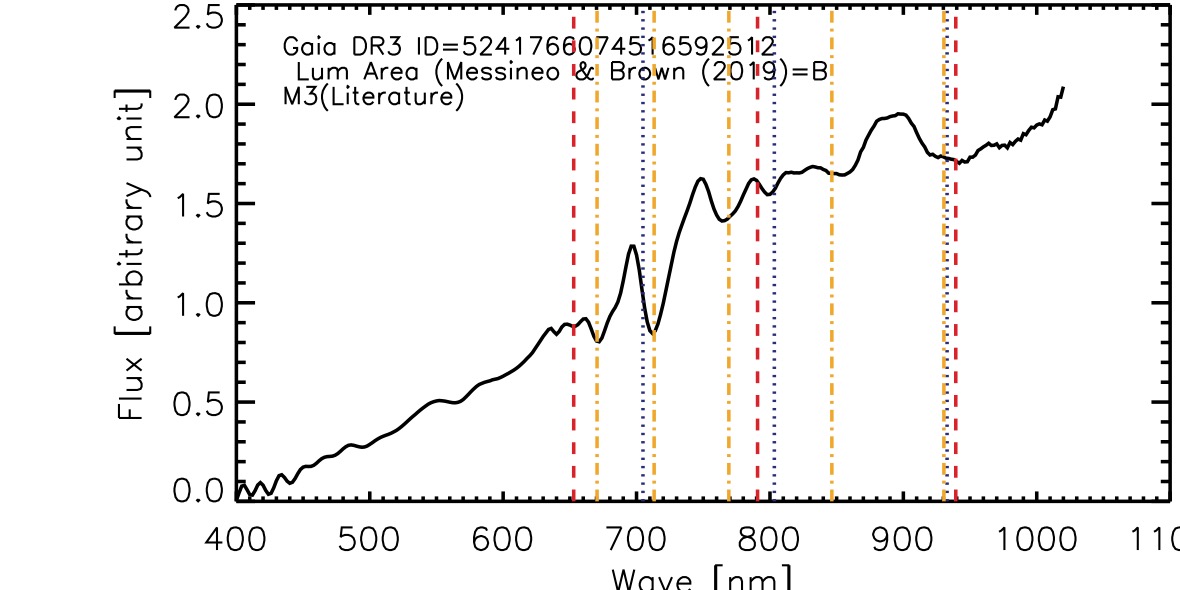 2.5
Gaia DR3 ID=5241766074516592512
Lum Area (Messineo & Brown (2019)=B
M3(Literature)
2.0
1.5
1.0
0.5
0.0
Flux [arbitrary unit]
400 500 600 700 800 900 1000 110
Wave [nm]